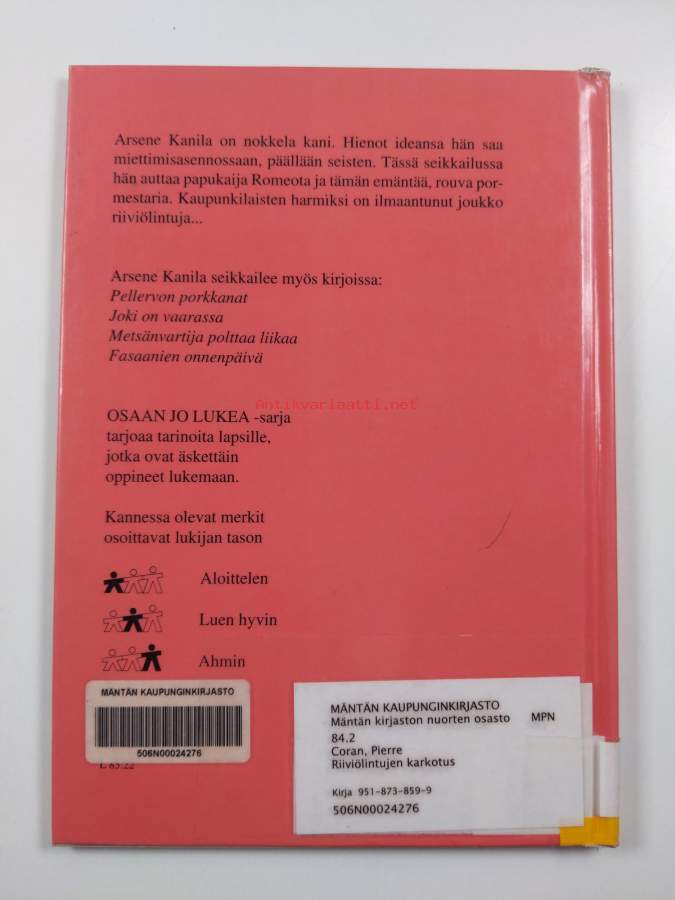 Arsene Kanila on nokkela kani. Hienot ideansa hän saa
miettimisasennossaan, päällään seisten. Tässä seikkailussa
hän auttaa papukaija Romeota ja tämän emäntää, rouva por-
mestaria. Kaupunkilaisten harmiksi on ilmaantunut joukko
riiviölintuja...
Arsene Kanila seikkailee myös kirjoissa:
Pellervon porkkanat
Joki on vaarassa
Metsänvartija polttaa liikaa
Fasaanien onnenpäivä
Antikvariaatti.net
OSAAN JO LUKEA -sarja
tarjoaa tarinoita lapsille,
jotka ovat äskettäin
oppineet lukemaan.
Kannessa olevat merkit
osoittavat lukijan tason
Aloittelen
Luen hyvin
Ahmin
MÄNTÄN KAUPUNGINKIRJASTO
506N00024276
L 85.22
MÄNTÄN KAUPUNGINKIRJASTO
Mäntän kirjaston nuorten osasto MPN
84.2
Coran, Pierre
Riiviölintujen karkotus
Kirja 951-873-859-9
506N00024276